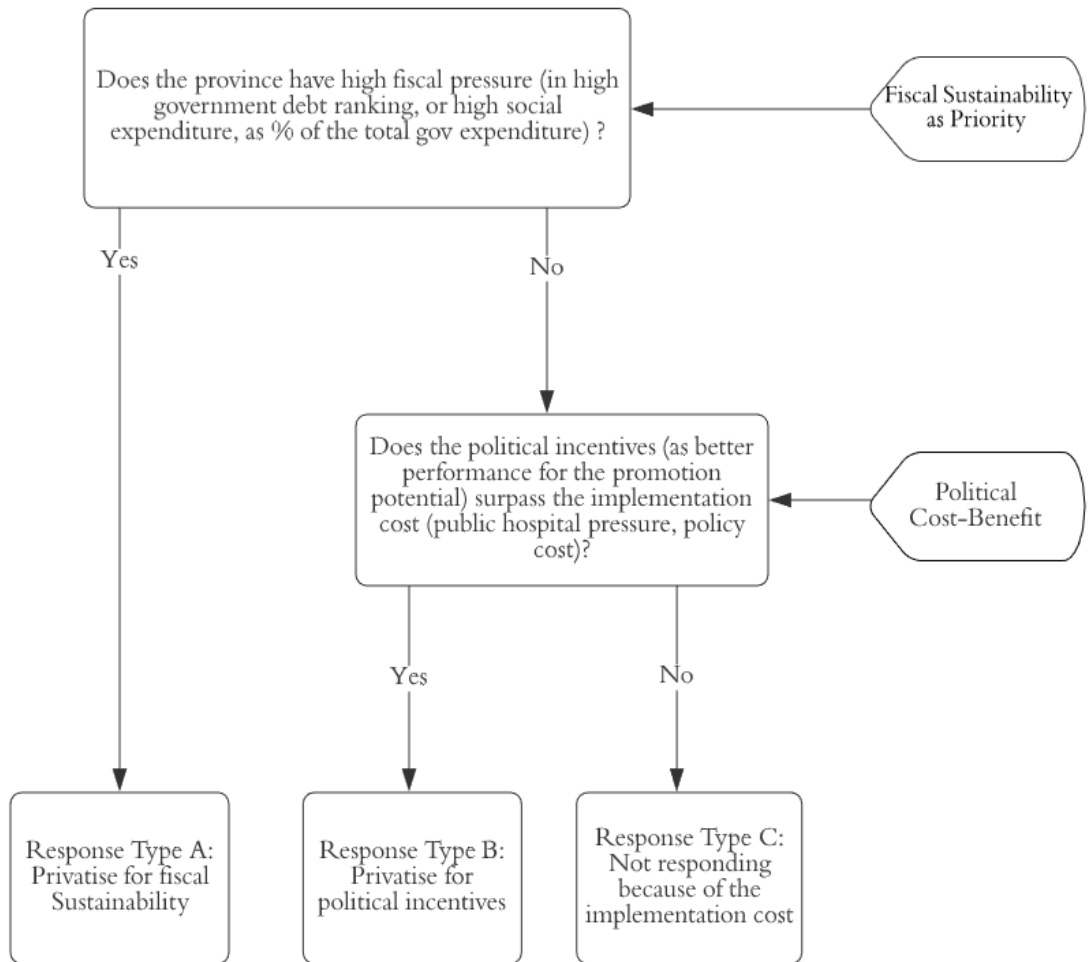 Does the province have high fiscal pressure (in high
government debt ranking, or high social
expenditure, as % of the total gov expenditure) ?
Fiscal Sustainability
as Priority
Yes
No
Does the political incentives (as better
performance for the promotion
potential) surpass the implementation
cost (public hospital pressure, policy
cost)?
Political
Cost-Benefit
Yes
No
Response Type A:
Privatise for fiscal
Sustainability
Response Type B:
Privatise for
political incentives
Response Type C:
Not responding
because of the
implementation cost